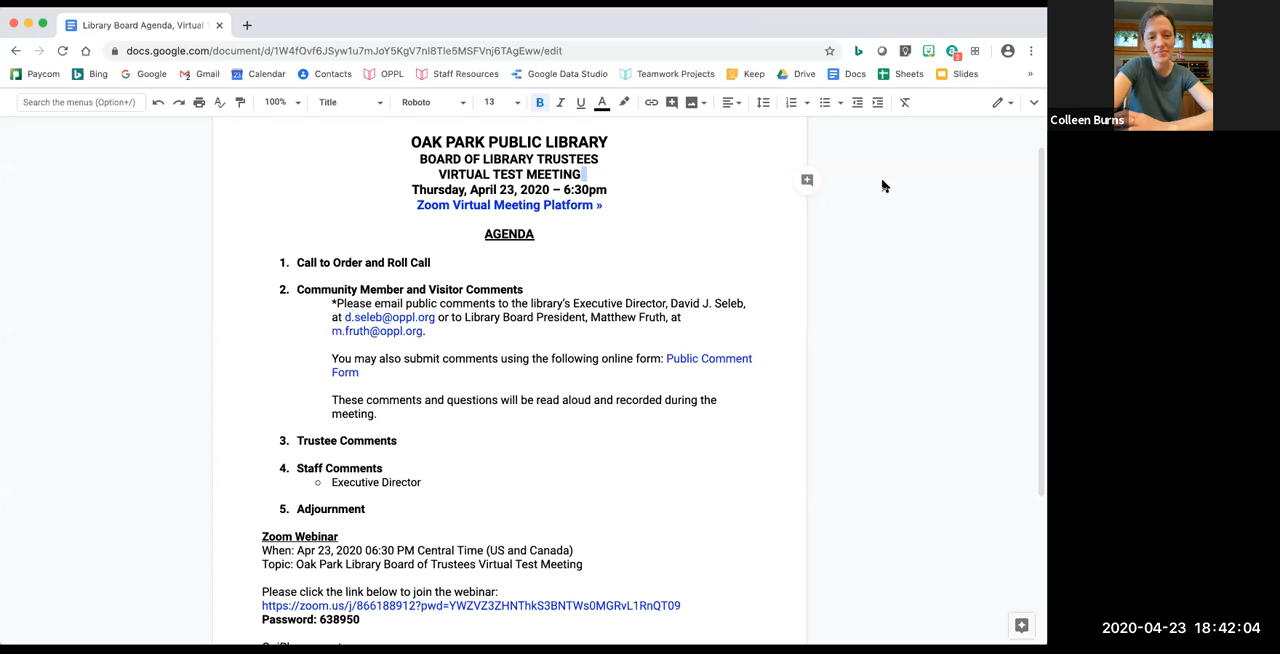 Library Board Agenda, Virtual
docs.google.com/document/d/1W4fOvf6JSyw1u7mJoY5KgV7nl8Tle5MSFVnj6TAgEww/edit
Paycom Bing Google Gmail Calendar Contacts OPPL Staff Resources Google Data Studio Teamwork Projects Keep Drive Docs Sheets Slides »
Search the menus (Option+/) 100% Title Roboto 13 B I U A
OAK PARK PUBLIC LIBRARY
BOARD OF LIBRARY TRUSTEES
VIRTUAL TEST MEETING
Thursday, April 23, 2020 – 6:30pm
Zoom Virtual Meeting Platform »
AGENDA
1. Call to Order and Roll Call
2. Community Member and Visitor Comments
*Please email public comments to the library's Executive Director, David J. Seleb,
at d.seleb@oppl.org or to Library Board President, Matthew Fruth, at
m.fruth@oppl.org.
You may also submit comments using the following online form: Public Comment
Form
These comments and questions will be read aloud and recorded during the
meeting.
3. Trustee Comments
4. Staff Comments
○ Executive Director
5. Adjournment
Zoom Webinar
When: Apr 23, 2020 06:30 PM Central Time (US and Canada)
Topic: Oak Park Library Board of Trustees Virtual Test Meeting
Please click the link below to join the webinar:
https://zoom.us/j/866188912?pwd=YWZVZ3ZHNThkS3BNTWs0MGRvL1RnQT09
Password: 638950
Colleen Burns
2020-04-23 18:42:04